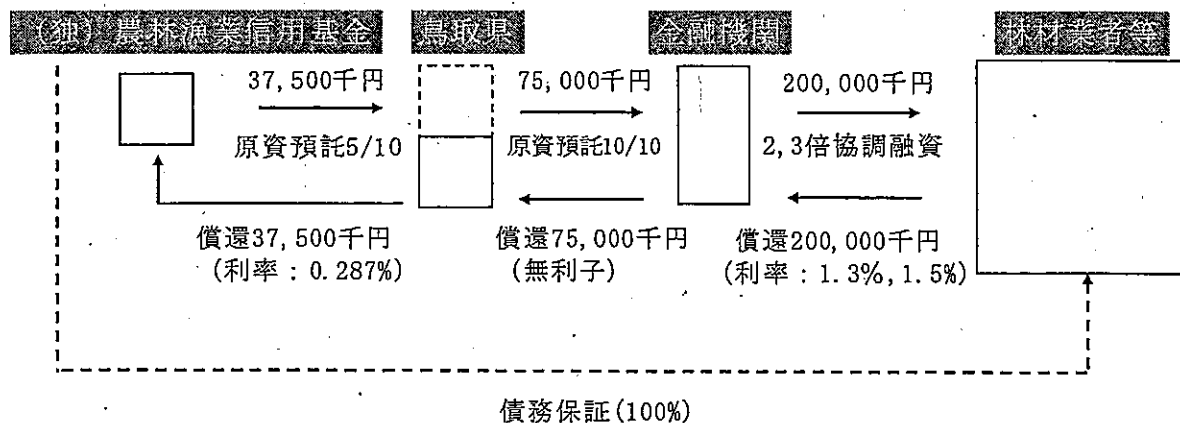 （独）農林漁業信用基金 鳥取県 金融機関 林材業者等
37,500千円 75,000千円 200,000千円
原資預託5/10 原資預託10/10 2,3倍協調融資
償還37,500千円 償還75,000千円 償還200,000千円
(利率：0.287%) (無利子) (利率：1.3%,1.5%)
債務保証(100%)